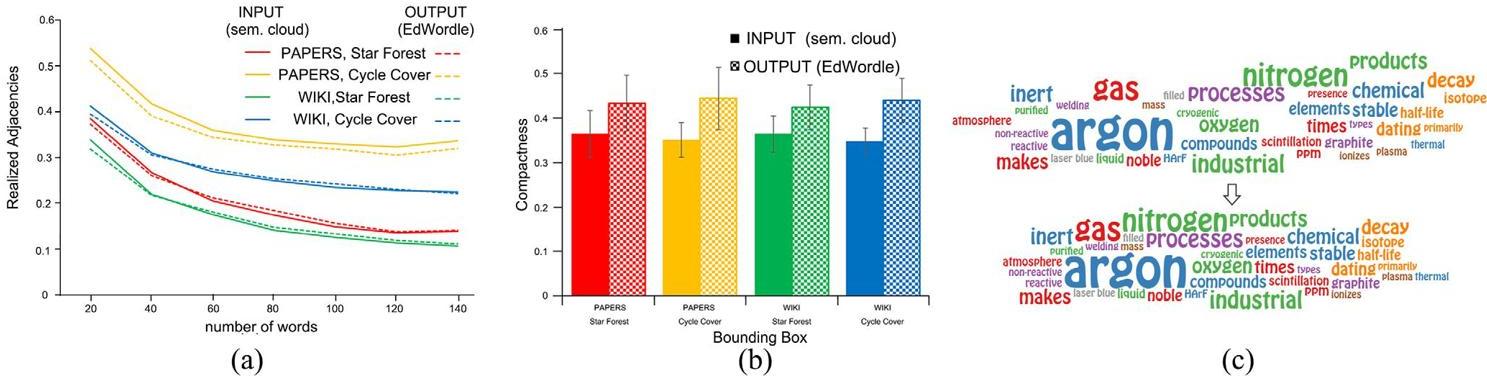 INPUT
(sem. cloud)
OUTPUT
(EdWordle)
PAPERS, Star Forest
PAPERS, Cycle Cover
WIKI,Star Forest
WIKI, Cycle Cover
Realized Adjacencies
0.6
0.5
0.4
0.3
0.2
0.1
0
20 40 60 80 100 120 140
number of words
(a)
INPUT (sem. cloud)
OUTPUT (EdWordle)
Compactness
0.6
0.5
0.4
0.3
0.2
0.1
0
PAPERS
Star Forest
PAPERS
Cycle Cover
WIKI
Star Forest
WIKI
Cycle Cover
Bounding Box
(b)
products
nitrogen
decay
inert gas filled processes presence chemical isotope
purified welding mass cryogenic elements stable half-life
atmosphere argon oxygen times types dating primarily
non-reactive
reactive compounds scintillation graphite thermal
makes laser blue liquid noble HArF industrial ppm ionizes plasma
nitrogen products
inert gas filled processes presence chemical decay
isotope
purified welding mass cryogenic elements stable half-life
atmosphere argon oxygen times types dating primarily
non-reactive
reactive compounds scintillation graphite plasma thermal
makes laser blue liquid noble HArF industrial ppm ionizes
(c)